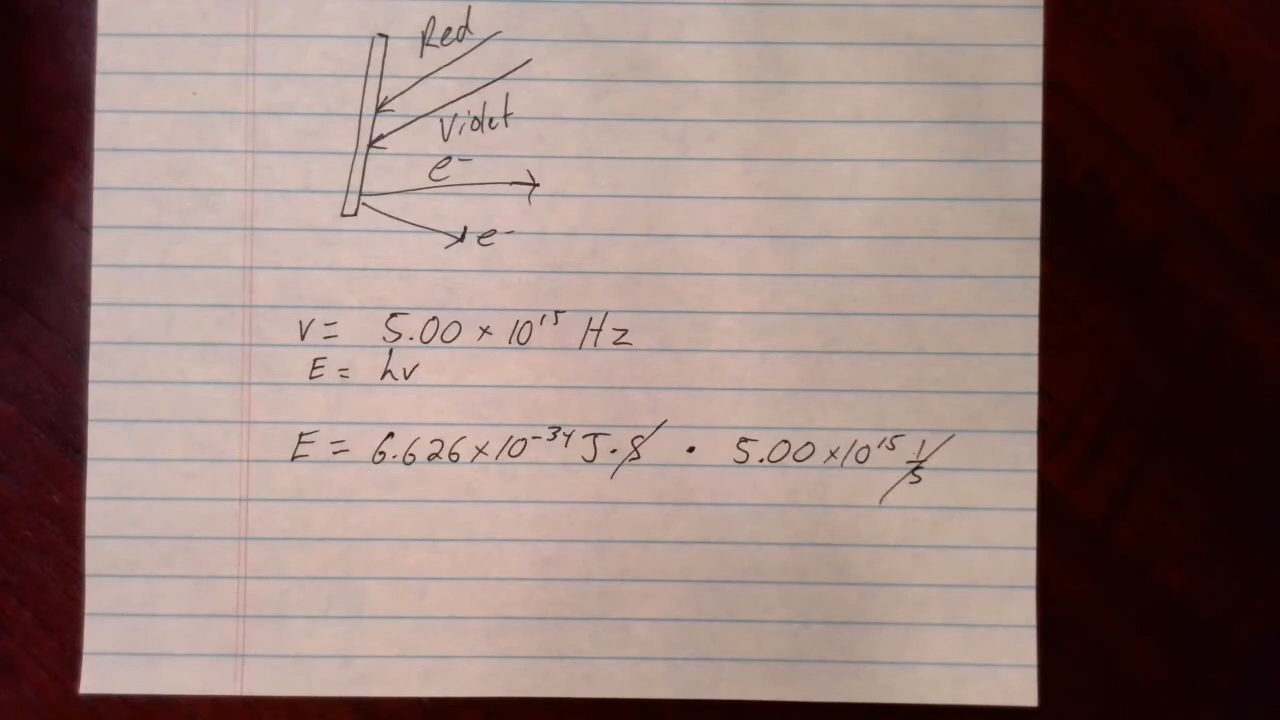 Red
Violet
e⁻
e⁻
ν = 5.00 × 10¹⁵ Hz
E = hν
E = 6.626 × 10⁻³⁴ J·s · 5.00 × 10¹⁵ 1/s